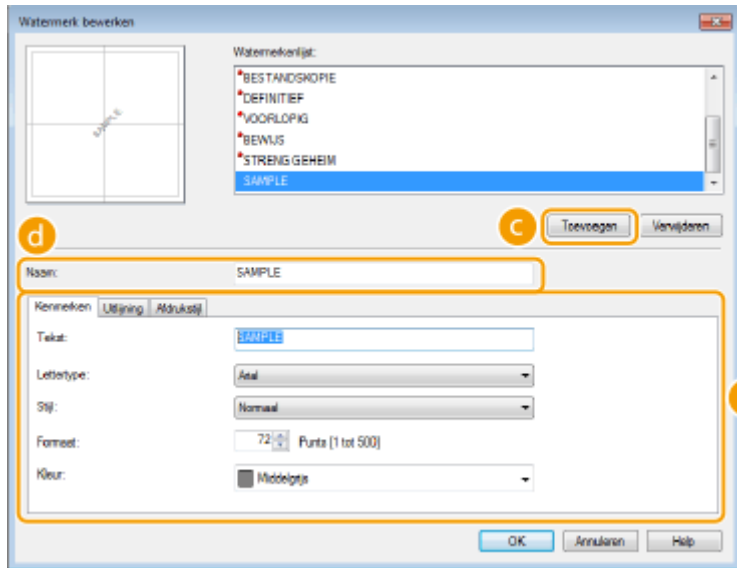 Watermerk bewerken
SAMPLE
Watermerkenlijst:
*BESTANDSKOPIE
*DEFINITIEF
*VOORLOPIG
*BEWIJS
*STRENG GEHEIM
SAMPLE
c
Toevoegen
Verwijderen
d
Naam: SAMPLE
Kenmerken Uitlijning Afdrukstijl
Tekst: SAMPLE
Lettertype: Arial
Stijl: Normaal
Formaat: 72 Punts [1 tot 500]
Kleur: Middelgrijs
OK Annuleren Help